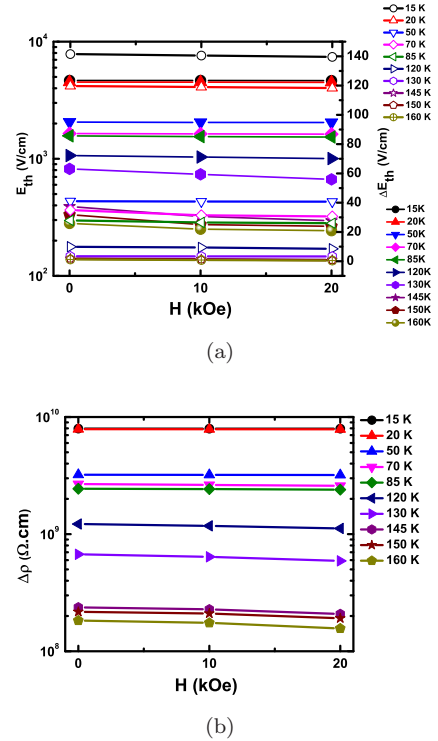 (a)
15 K
20 K
50 K
70 K
85 K
120 K
130 K
145 K
150 K
160 K
10^4
10^3
10^2
E_th (V/cm)
140
120
100
80
60
40
20
0
ΔE_th (V/cm)
15K
20K
50K
70K
85K
120K
130K
145K
150K
160K
0
10
20
H (kOe)
(a)
10^10
10^9
10^8
Δρ (Ω.cm)
15 K
20 K
50 K
70 K
85 K
120 K
130 K
145 K
150 K
160 K
0
10
20
H (kOe)
(b)